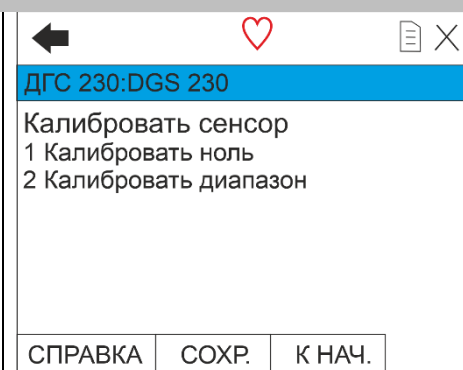 ДГС 230:DGS 230
Калибровать сенсор
1 Калибровать ноль
2 Калибровать диапазон
СПРАВКА СОХР. К НАЧ.